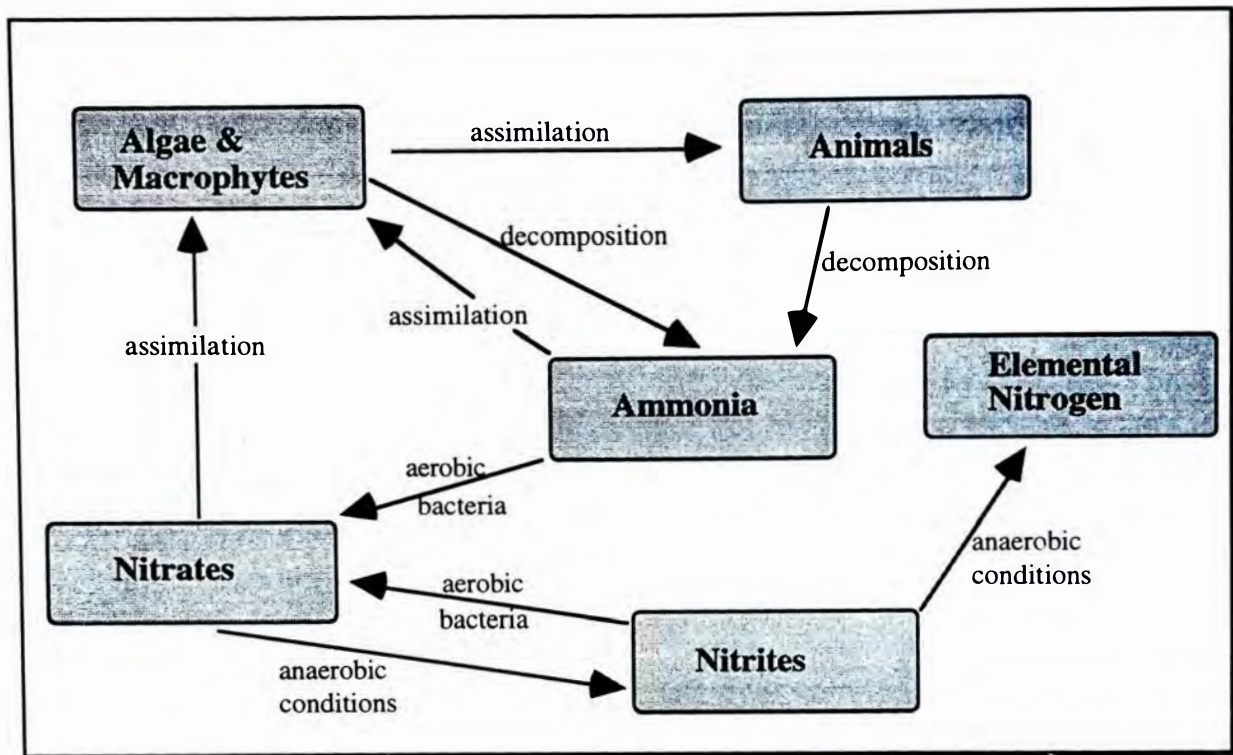 Algae &
Macrophytes
assimilation
Animals
decomposition
decomposition
assimilation
assimilation
Elemental
Nitrogen
Ammonia
aerobic
bacteria
Nitrates
anaerobic
conditions
aerobic
bacteria
Nitrites
anaerobic
conditions